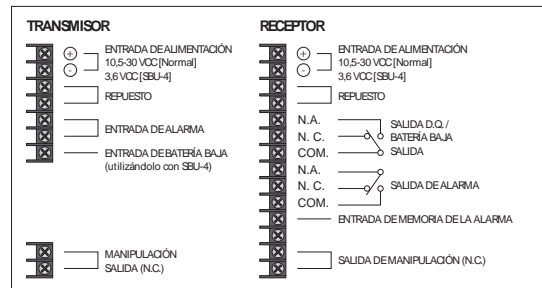 TRANSMISOR
+
ENTRADA DE ALIMENTACIÓN
10,5-30 VCC [Normal]
-
3,6 VCC [SBU-4]
REPUESTO
ENTRADA DE ALARMA
ENTRADA DE BATERÍA BAJA
(utilizándolo con SBU-4)
MANIPULACIÓN
SALIDA (N.C.)
RECEPTOR
+
ENTRADA DE ALIMENTACIÓN
10,5-30 VCC [Normal]
-
3,6 VCC [SBU-4]
REPUESTO
N.A.
N. C.
COM.
SALIDA D.Q. /
BATERÍA BAJA
SALIDA
N.A.
N. C.
COM.
SALIDA DE ALARMA
ENTRADA DE MEMORIA DE LA ALARMA
SALIDA DE MANIPULACIÓN (N.C.)